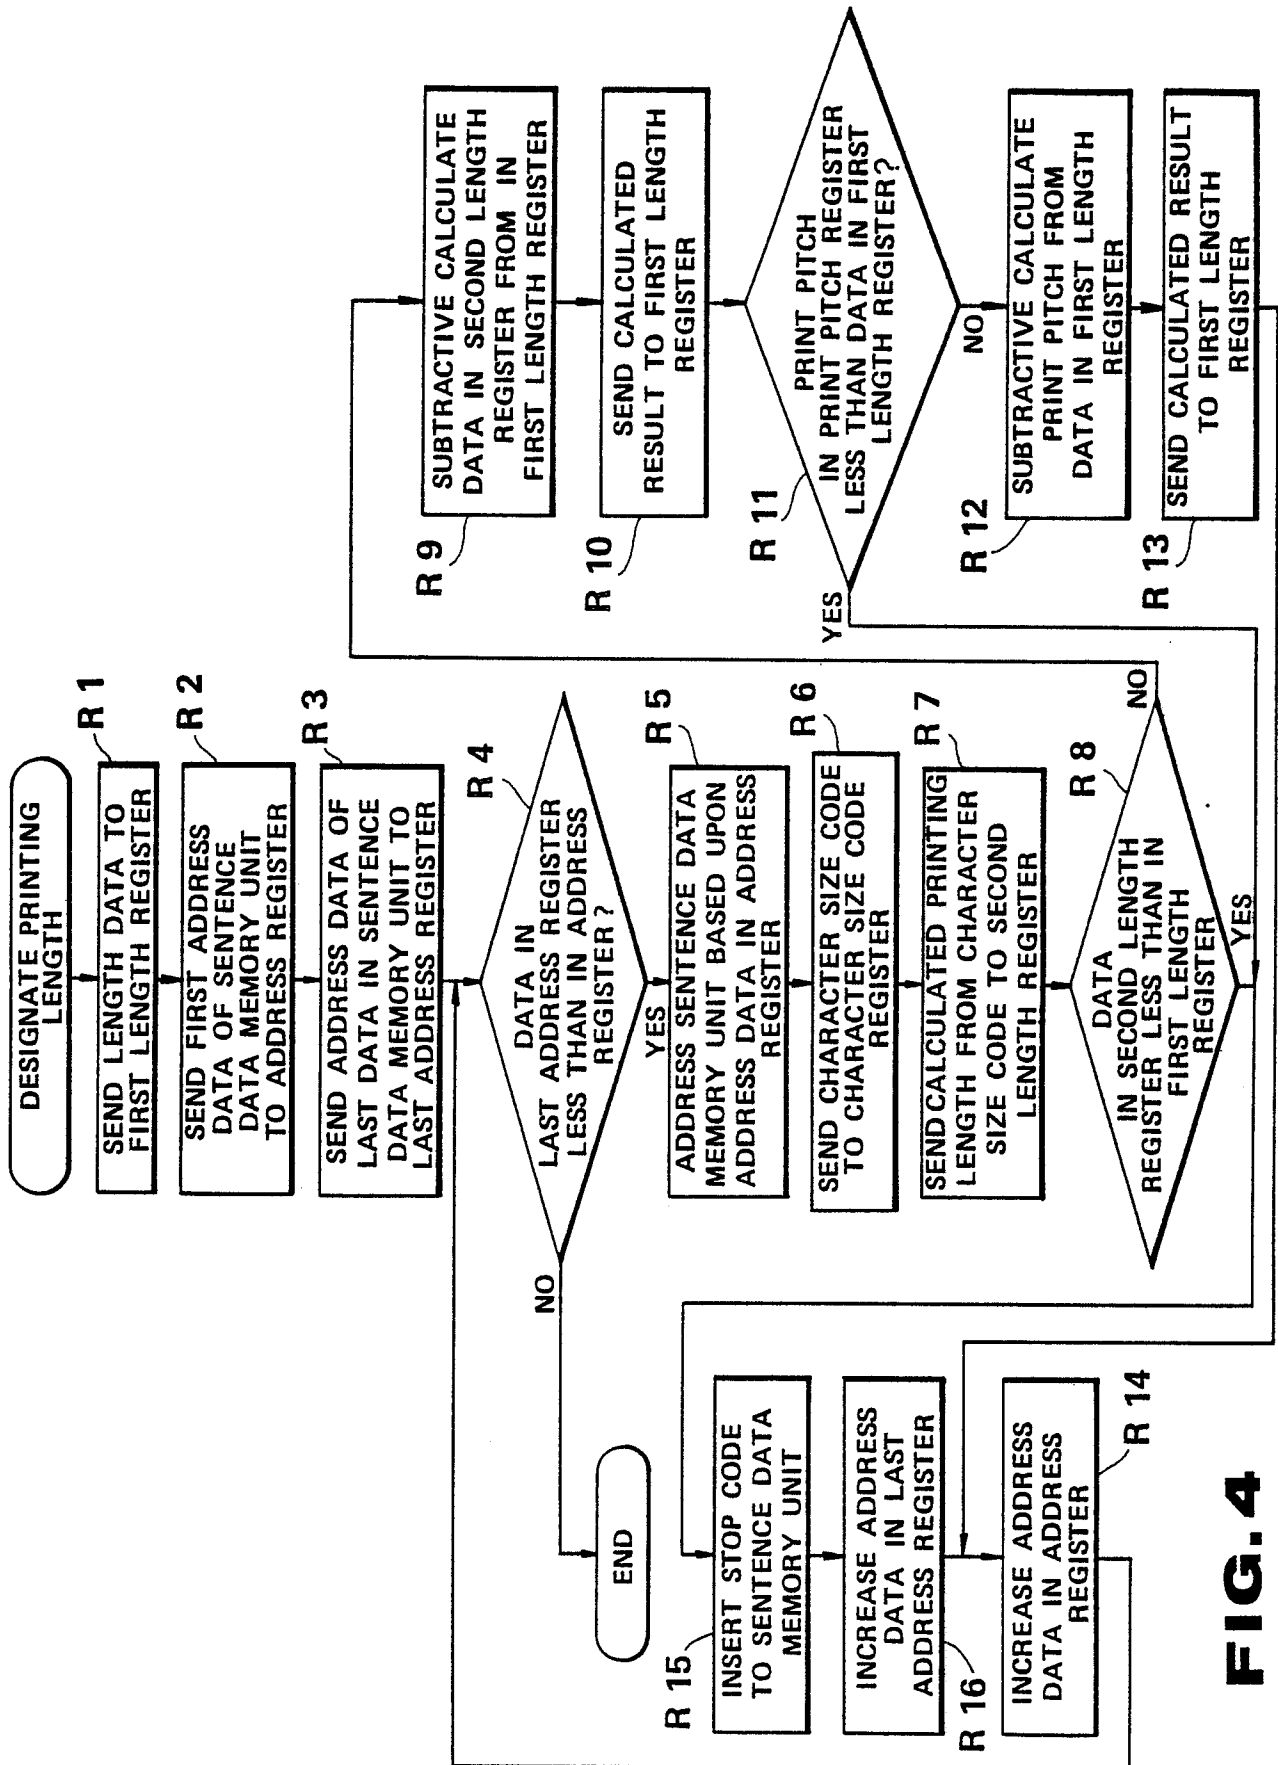 DESIGNATE PRINTING
LENGTH
R 1
SEND LENGTH DATA TO
FIRST LENGTH REGISTER
R 2
SEND FIRST ADDRESS
DATA OF SENTENCE
DATA MEMORY UNIT
TO ADDRESS REGISTER
R 3
SEND ADDRESS DATA OF
LAST DATA IN SENTENCE
DATA MEMORY UNIT TO
LAST ADDRESS REGISTER
R 4
DATA IN
LAST ADDRESS REGISTER
LESS THAN IN ADDRESS
REGISTER?
NO
YES
END
R 5
ADDRESS SENTENCE DATA
MEMORY UNIT BASED UPON
ADDRESS DATA IN ADDRESS
REGISTER
R 6
SEND CHARACTER SIZE CODE
TO CHARACTER SIZE CODE
REGISTER
R 7
SEND CALCULATED PRINTING
LENGTH FROM CHARACTER
SIZE CODE TO SECOND
LENGTH REGISTER
R 8
DATA
IN SECOND LENGTH
REGISTER LESS THAN IN
FIRST LENGTH
REGISTER
NO
YES
R 9
SUBTRACTIVE CALCULATE
DATA IN SECOND LENGTH
REGISTER FROM IN
FIRST LENGTH REGISTER
R 10
SEND CALCULATED
RESULT TO FIRST LENGTH
REGISTER
R 11
PRINT PITCH
IN PRINT PITCH REGISTER
LESS THAN DATA IN FIRST
LENGTH REGISTER?
YES
NO
R 12
SUBTRACTIVE CALCULATE
PRINT PITCH FROM
DATA IN FIRST LENGTH
REGISTER
R 13
SEND CALCULATED RESULT
TO FIRST LENGTH
REGISTER
R 15
INSERT STOP CODE
TO SENTENCE DATA
MEMORY UNIT
R 16
INCREASE ADDRESS
DATA IN LAST
ADDRESS REGISTER
R 14
INCREASE ADDRESS
DATA IN ADDRESS
REGISTER
FIG.4